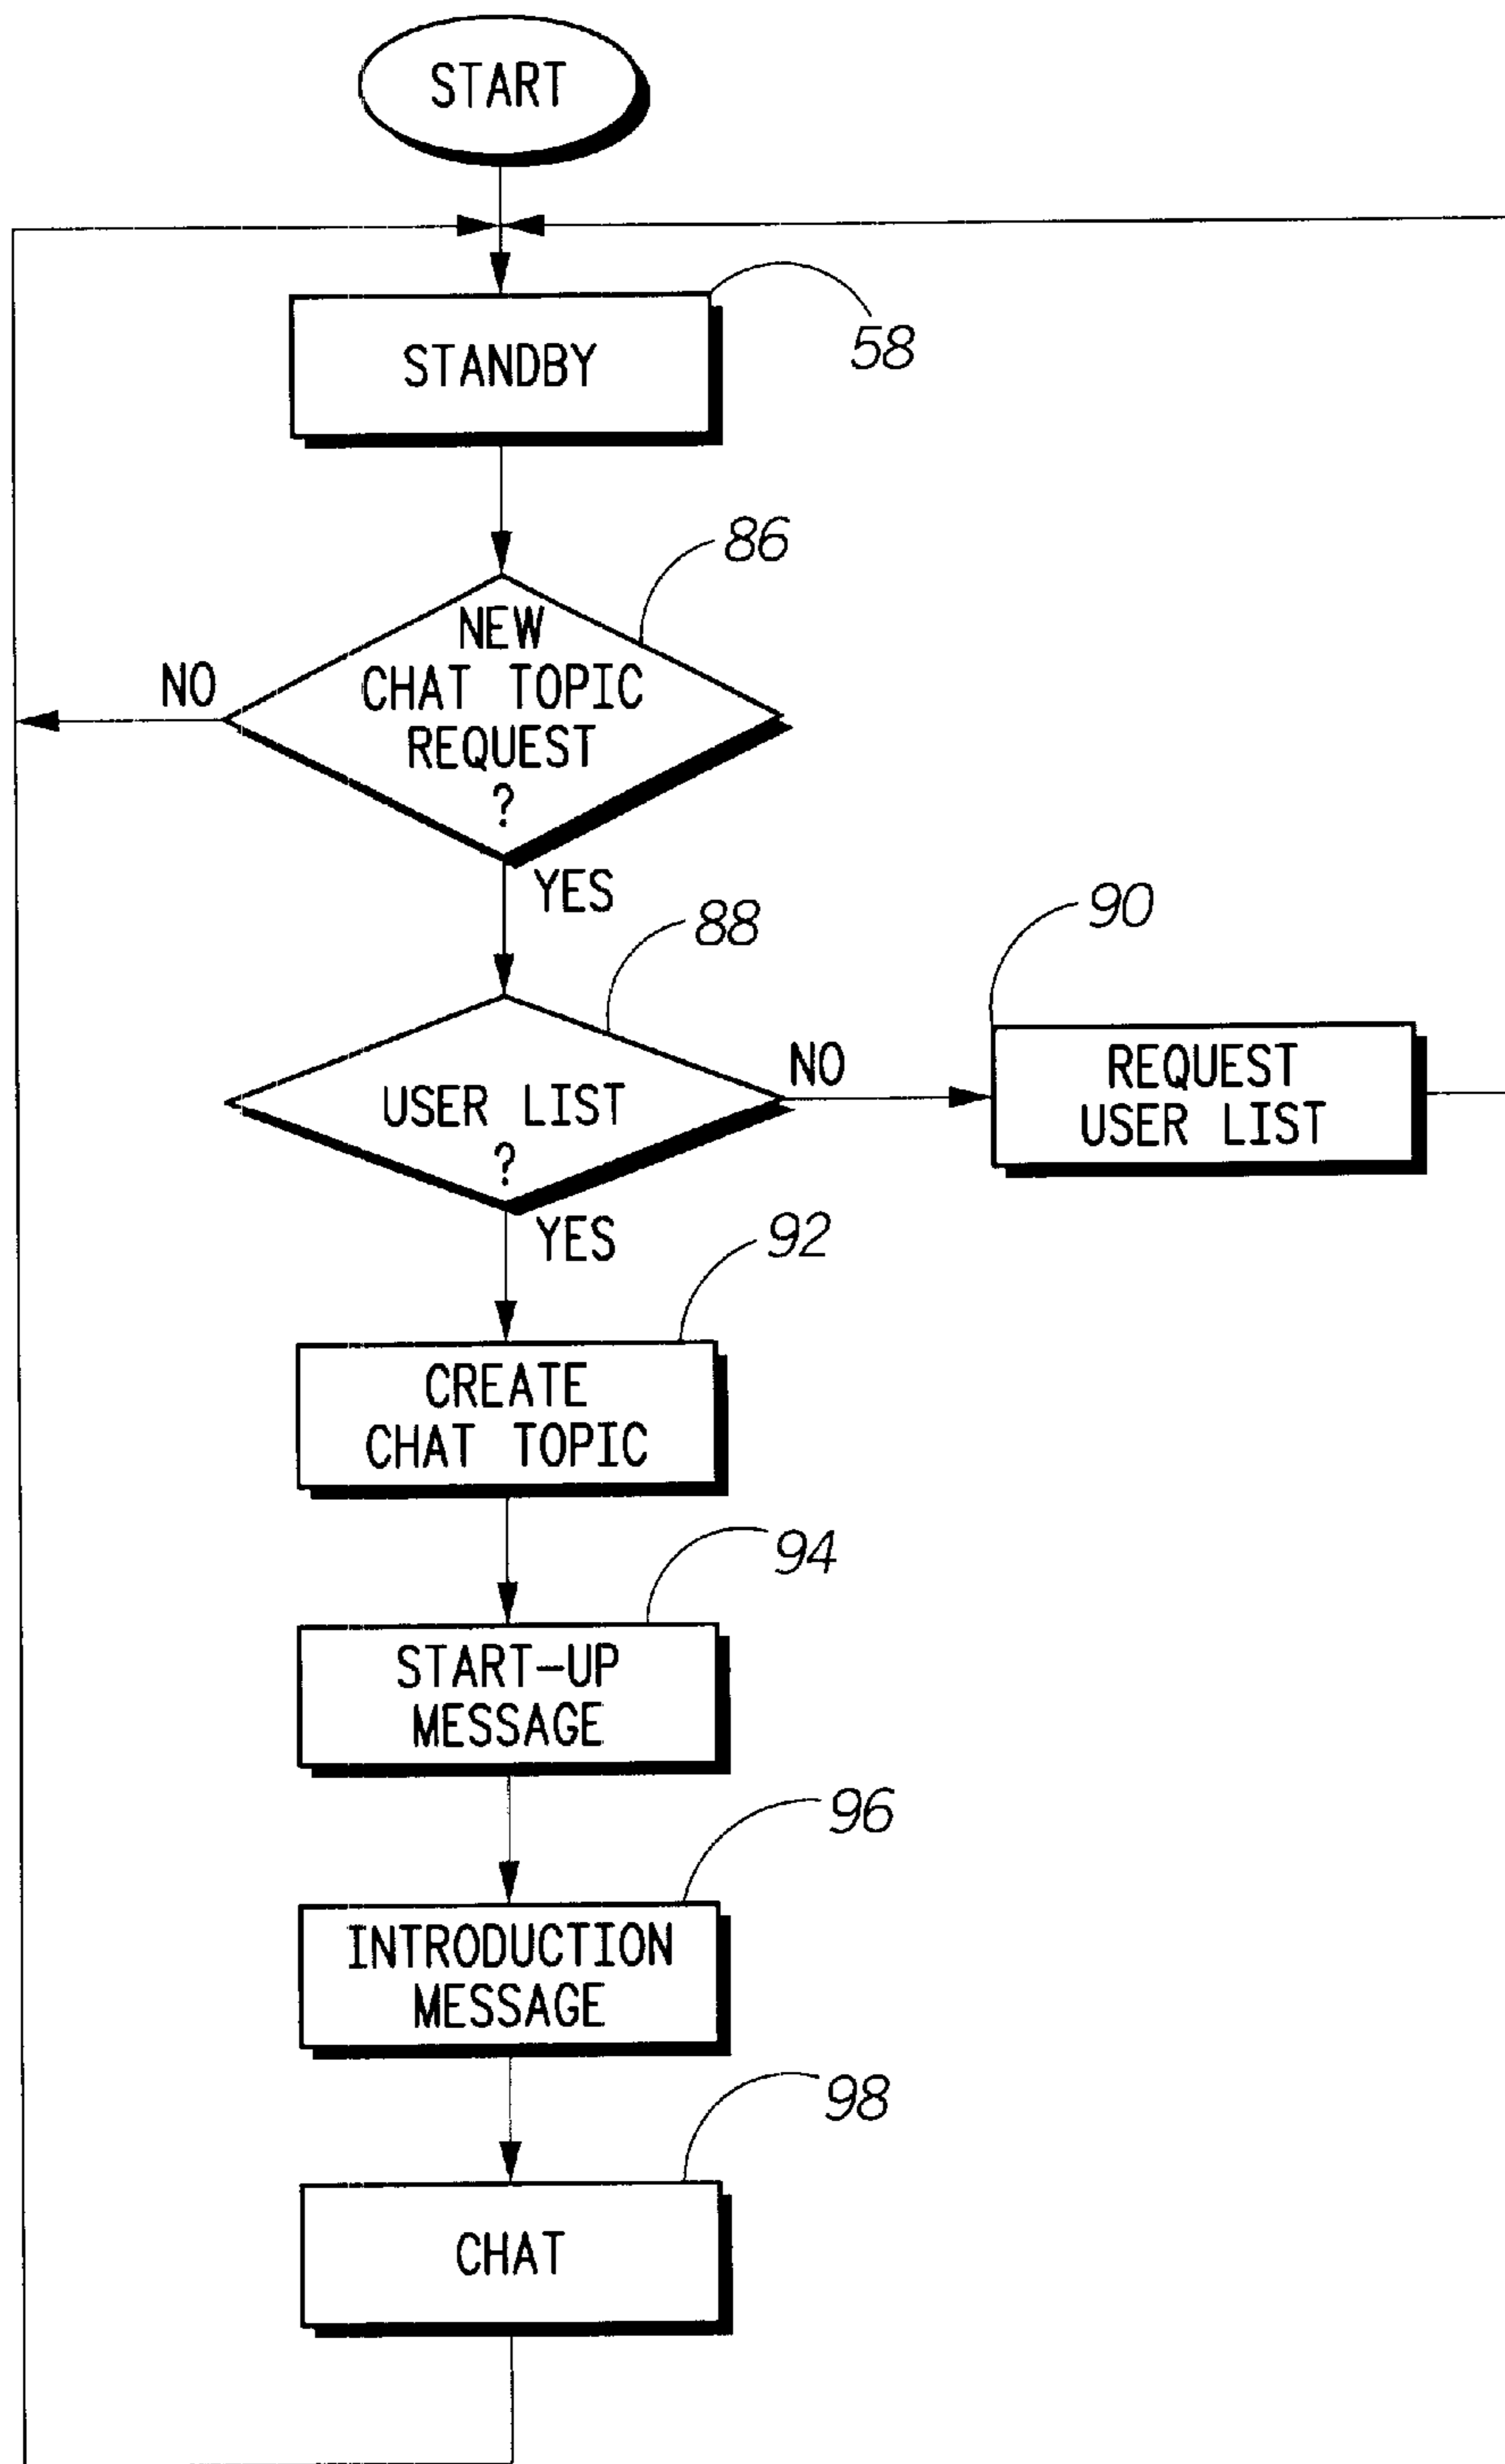 START
58
STANDBY
86
NEW
CHAT TOPIC
REQUEST
?
NO
YES
88
90
USER LIST
?
NO
REQUEST
USER LIST
YES
92
CREATE
CHAT TOPIC
94
START-UP
MESSAGE
96
INTRODUCTION
MESSAGE
98
CHAT